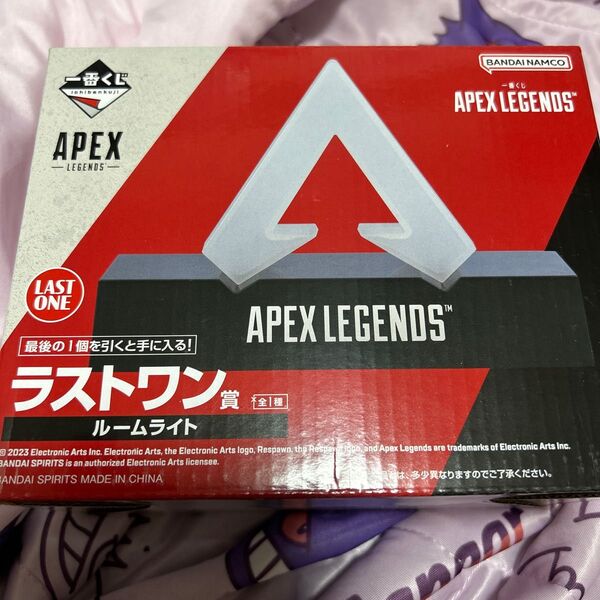 一番くじ
ichibankuji
APEX
LEGENDS
BANDAI NAMCO
一番くじ
APEX LEGENDS™
APEX LEGENDS™
LAST
ONE
最後の1個を引くと手に入る!
ラストワン賞
全1種
ルームライト
© 2023 Electronic Arts Inc. Electronic Arts, the Electronic Arts logo, Respawn, the Respawn logo, and Apex Legends are trademarks of Electronic Arts Inc.
BANDAI SPIRITS is an authorized Electronic Arts licensee.
BANDAI SPIRITS MADE IN CHINA
は、多少異なりますのでご了承ください。